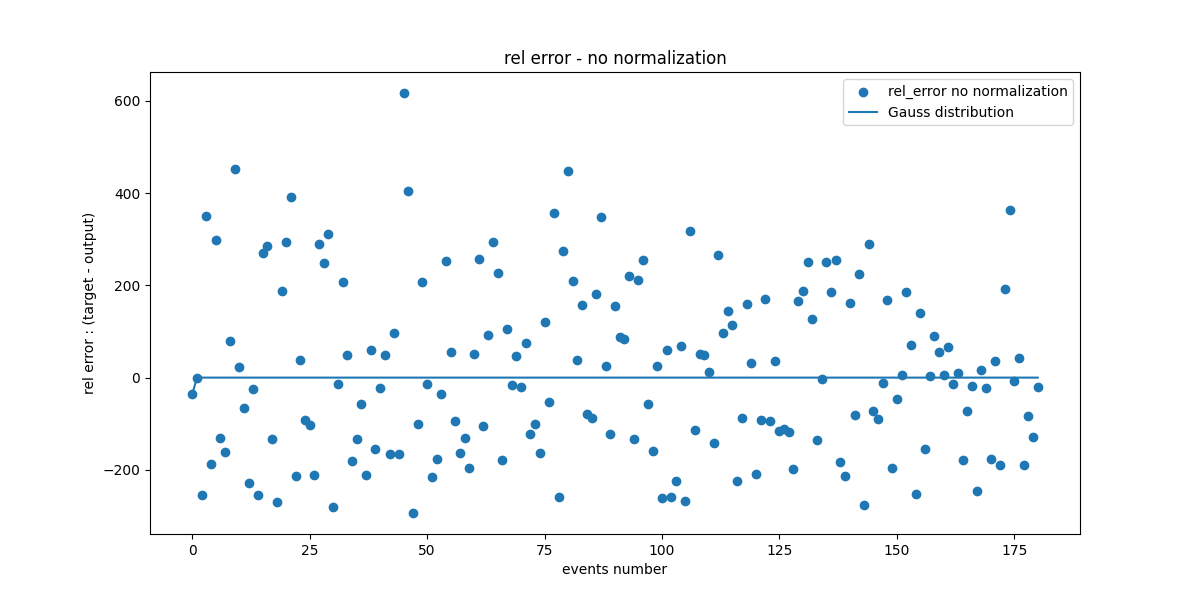 rel error - no normalization
rel_error no normalization
Gauss distribution
rel error : (target - output)
600
400
200
0
−200
0
25
50
75
100
125
150
175
events number